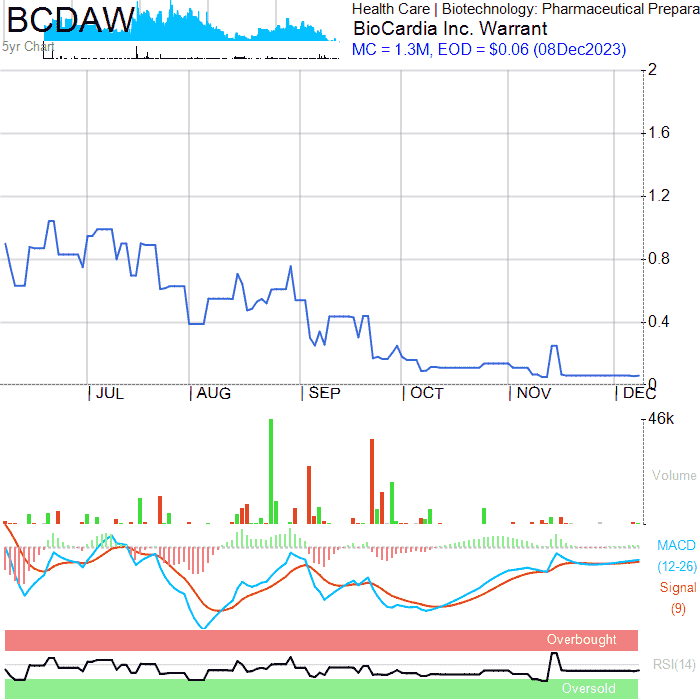 BCDAW
5yr Chart
Health Care | Biotechnology: Pharmaceutical Prepara
BioCardia Inc. Warrant
MC = 1.3M, EOD = $0.06 (08Dec2023)
2
1.6
1.2
0.8
0.4
0
JUL AUG SEP OCT NOV DEC
46k
Volume
MACD
(12-26)
Signal
(9)
Overbought
RSI(14)
Oversold